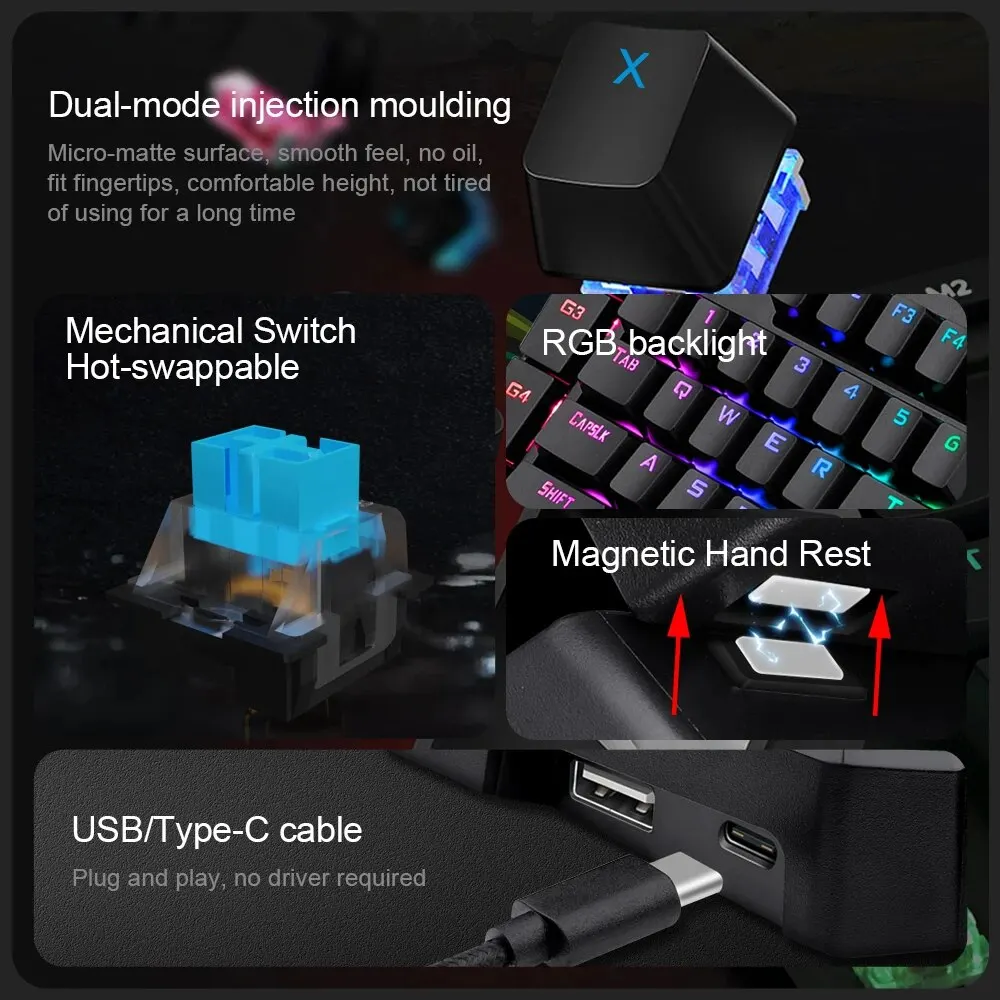 X
Dual-mode injection moulding
Micro-matte surface, smooth feel, no oil,
fit fingertips, comfortable height, not tired
of using for a long time
M2
Mechanical Switch
Hot-swappable
RGB backlight
G3
1
2
3
4
5
F3
F4
TAB
Q
W
E
R
T
G4
CAPSLK
A
S
G
SHIFT
Magnetic Hand Rest
USB/Type-C cable
Plug and play, no driver required